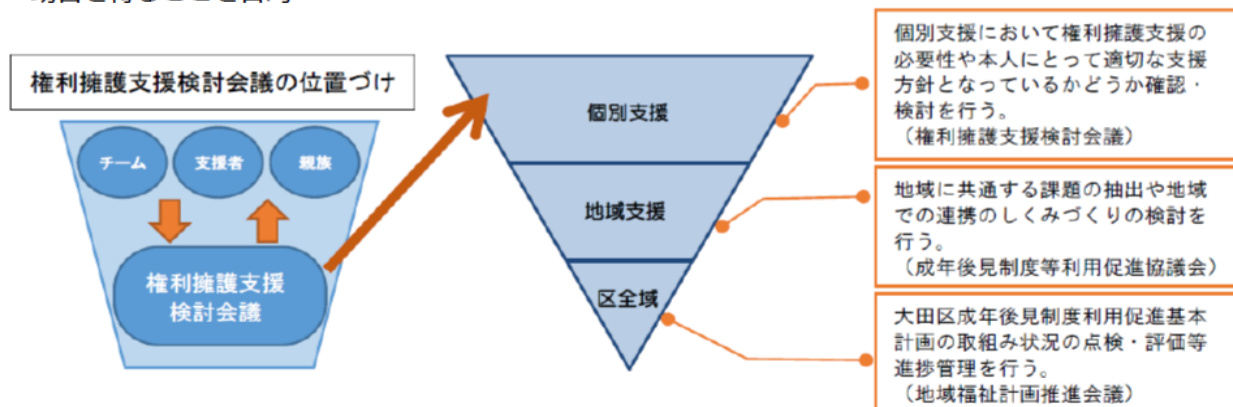 権利擁護支援検討会議の位置づけ
チーム
支援者
親族
権利擁護支援
検討会議
個別支援
地域支援
区全域
個別支援において権利擁護支援の
必要性や本人にとって適切な支援
方針となっているかどうか確認・
検討を行う。
（権利擁護支援検討会議）
地域に共通する課題の抽出や地域
での連携のしくみづくりの検討を
行う。
（成年後見制度等利用促進協議会）
大田区成年後見制度利用促進基本
計画の取組み状況の点検・評価等
進捗管理を行う。
（地域福祉計画推進会議）